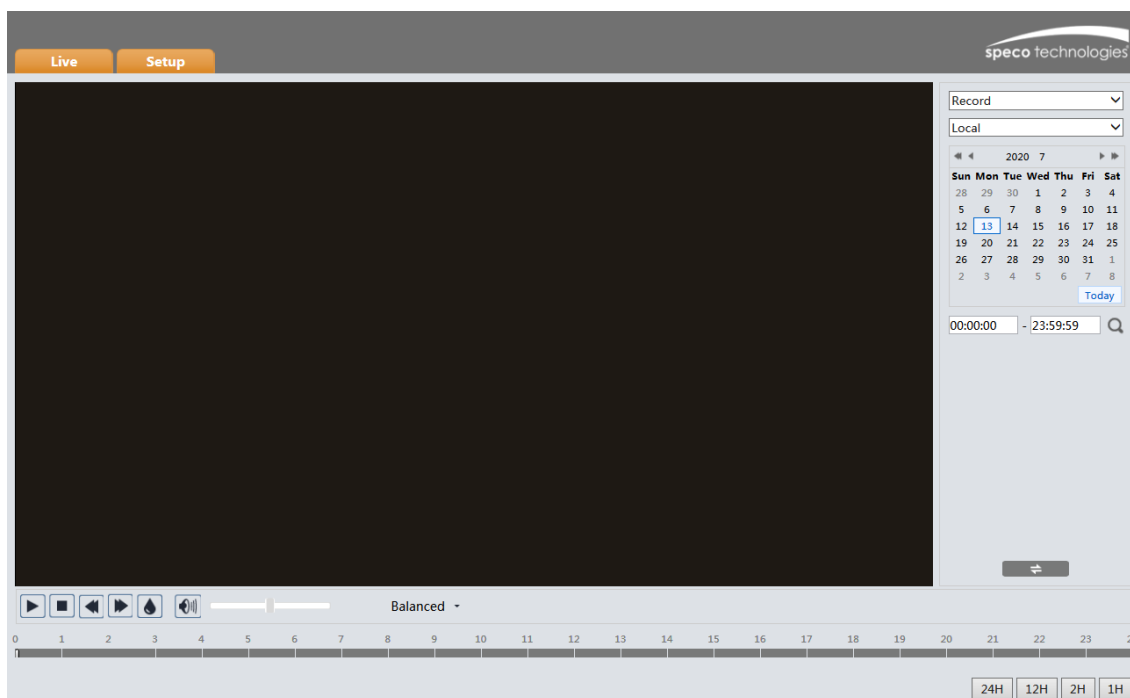 speco technologies
Live Setup
Record
Local
2020 7
Sun Mon Tue Wed Thu Fri Sat
28 29 30 1 2 3 4
5 6 7 8 9 10 11
12 13 14 15 16 17 18
19 20 21 22 23 24 25
26 27 28 29 30 31 1
2 3 4 5 6 7 8
Today
00:00:00 - 23:59:59
Balanced
0 1 2 3 4 5 6 7 8 9 10 11 12 13 14 15 16 17 18 19 20 21 22 23
24H 12H 2H 1H